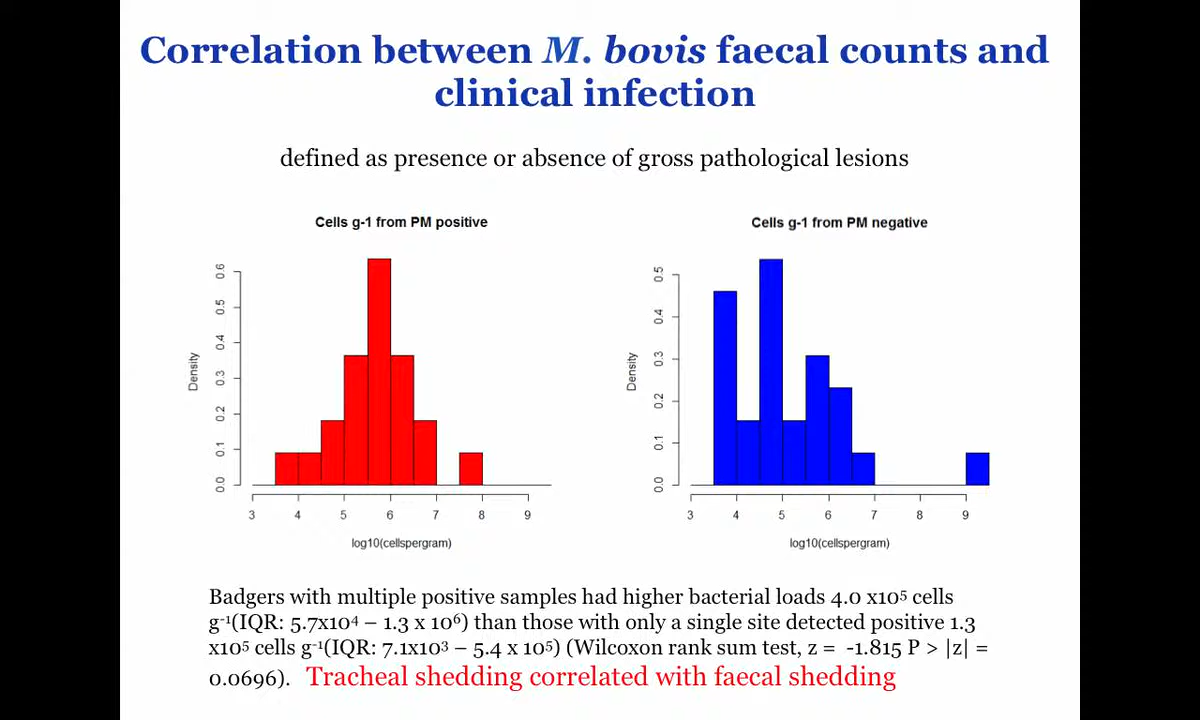 Correlation between M. bovis faecal counts and
clinical infection
defined as presence or absence of gross pathological lesions
Cells g-1 from PM positive
Density
0.0 0.1 0.2 0.3 0.4 0.5 0.6
3 4 5 6 7 8 9
log10(cellspergram)
Cells g-1 from PM negative
Density
0.0 0.1 0.2 0.3 0.4 0.5
3 4 5 6 7 8 9
log10(cellspergram)
Badgers with multiple positive samples had higher bacterial loads 4.0 x10⁵ cells
g⁻¹(IQR: 5.7x10⁴ – 1.3 x 10⁶) than those with only a single site detected positive 1.3
x10⁵ cells g⁻¹(IQR: 7.1x10³ – 5.4 x 10⁵) (Wilcoxon rank sum test, z = -1.815 P > |z| =
0.0696). Tracheal shedding correlated with faecal shedding